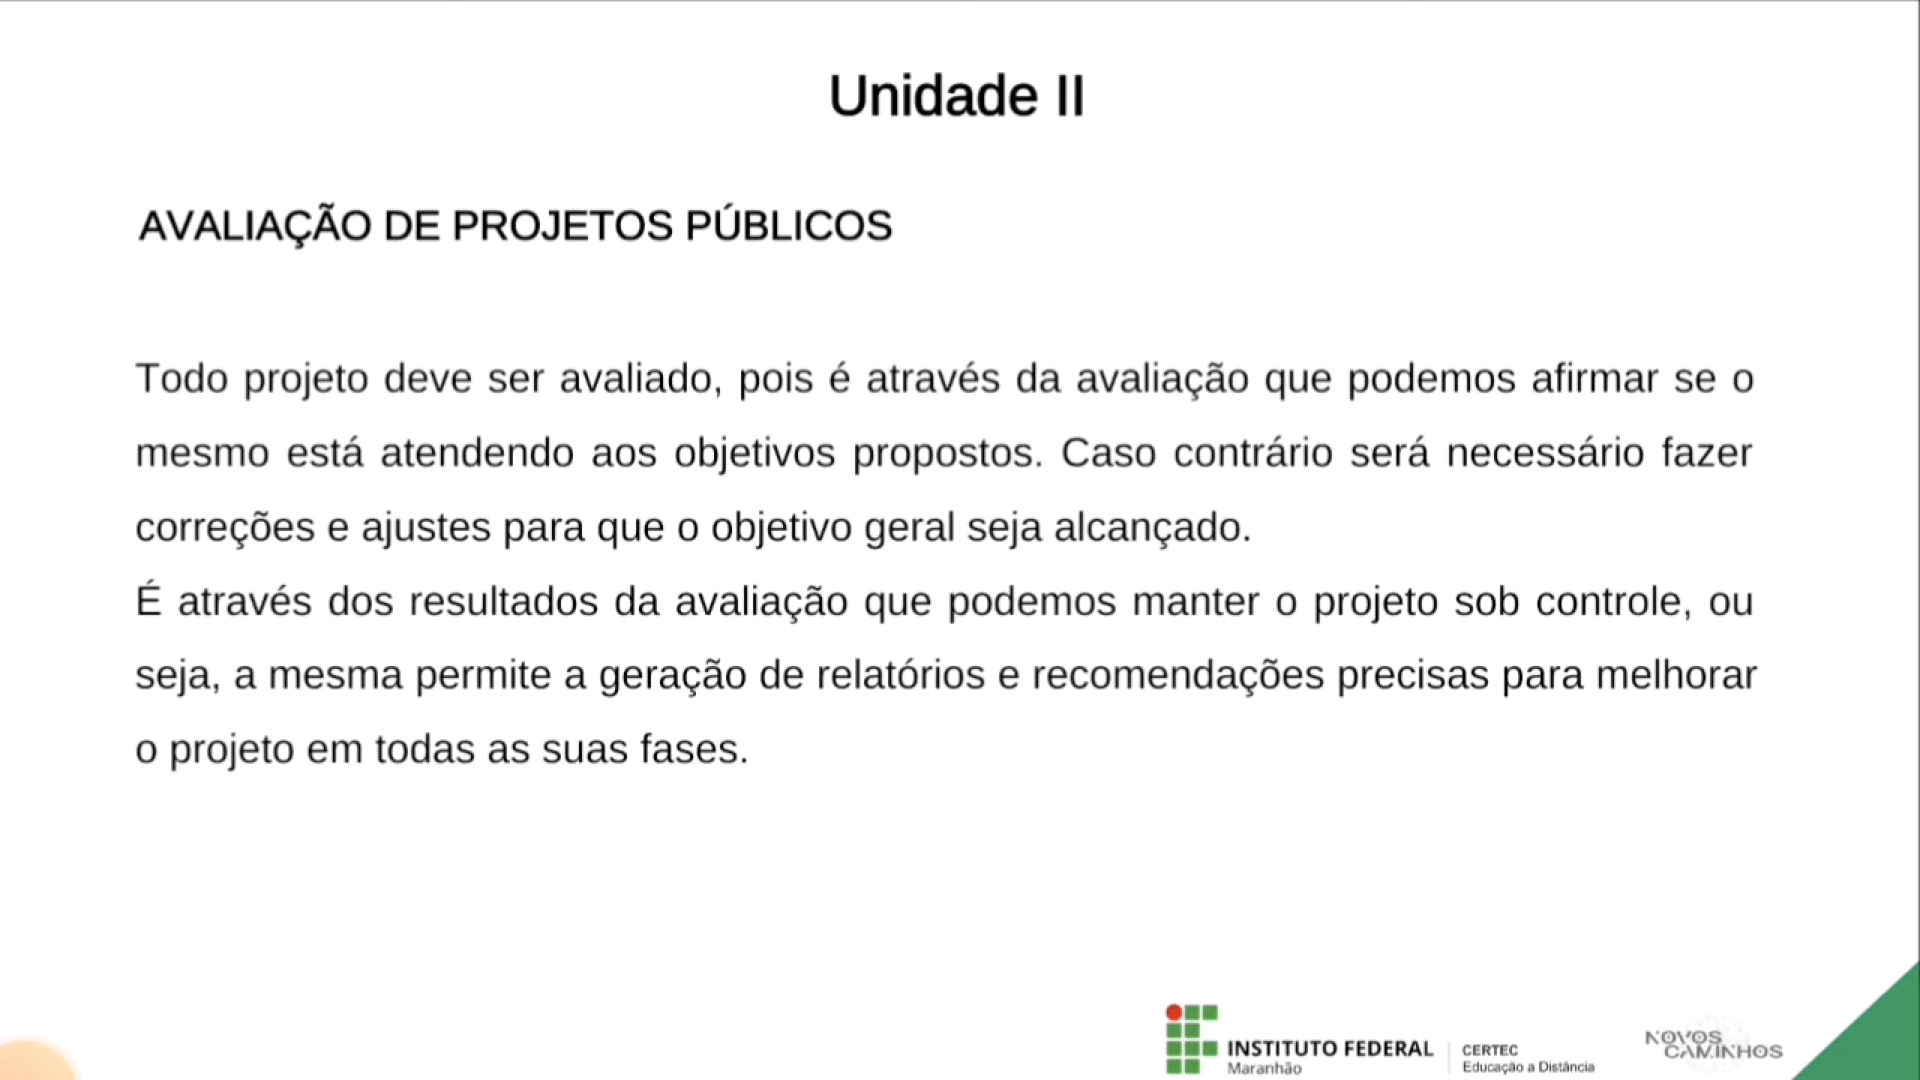 Unidade II
AVALIAÇÃO DE PROJETOS PÚBLICOS
Todo projeto deve ser avaliado, pois é através da avaliação que podemos afirmar se o
mesmo está atendendo aos objetivos propostos. Caso contrário será necessário fazer
correções e ajustes para que o objetivo geral seja alcançado.
É através dos resultados da avaliação que podemos manter o projeto sob controle, ou
seja, a mesma permite a geração de relatórios e recomendações precisas para melhorar
o projeto em todas as suas fases.
INSTITUTO FEDERAL
Maranhão
CERTEC
Educação a Distância
NOVOS
CAMINHOS